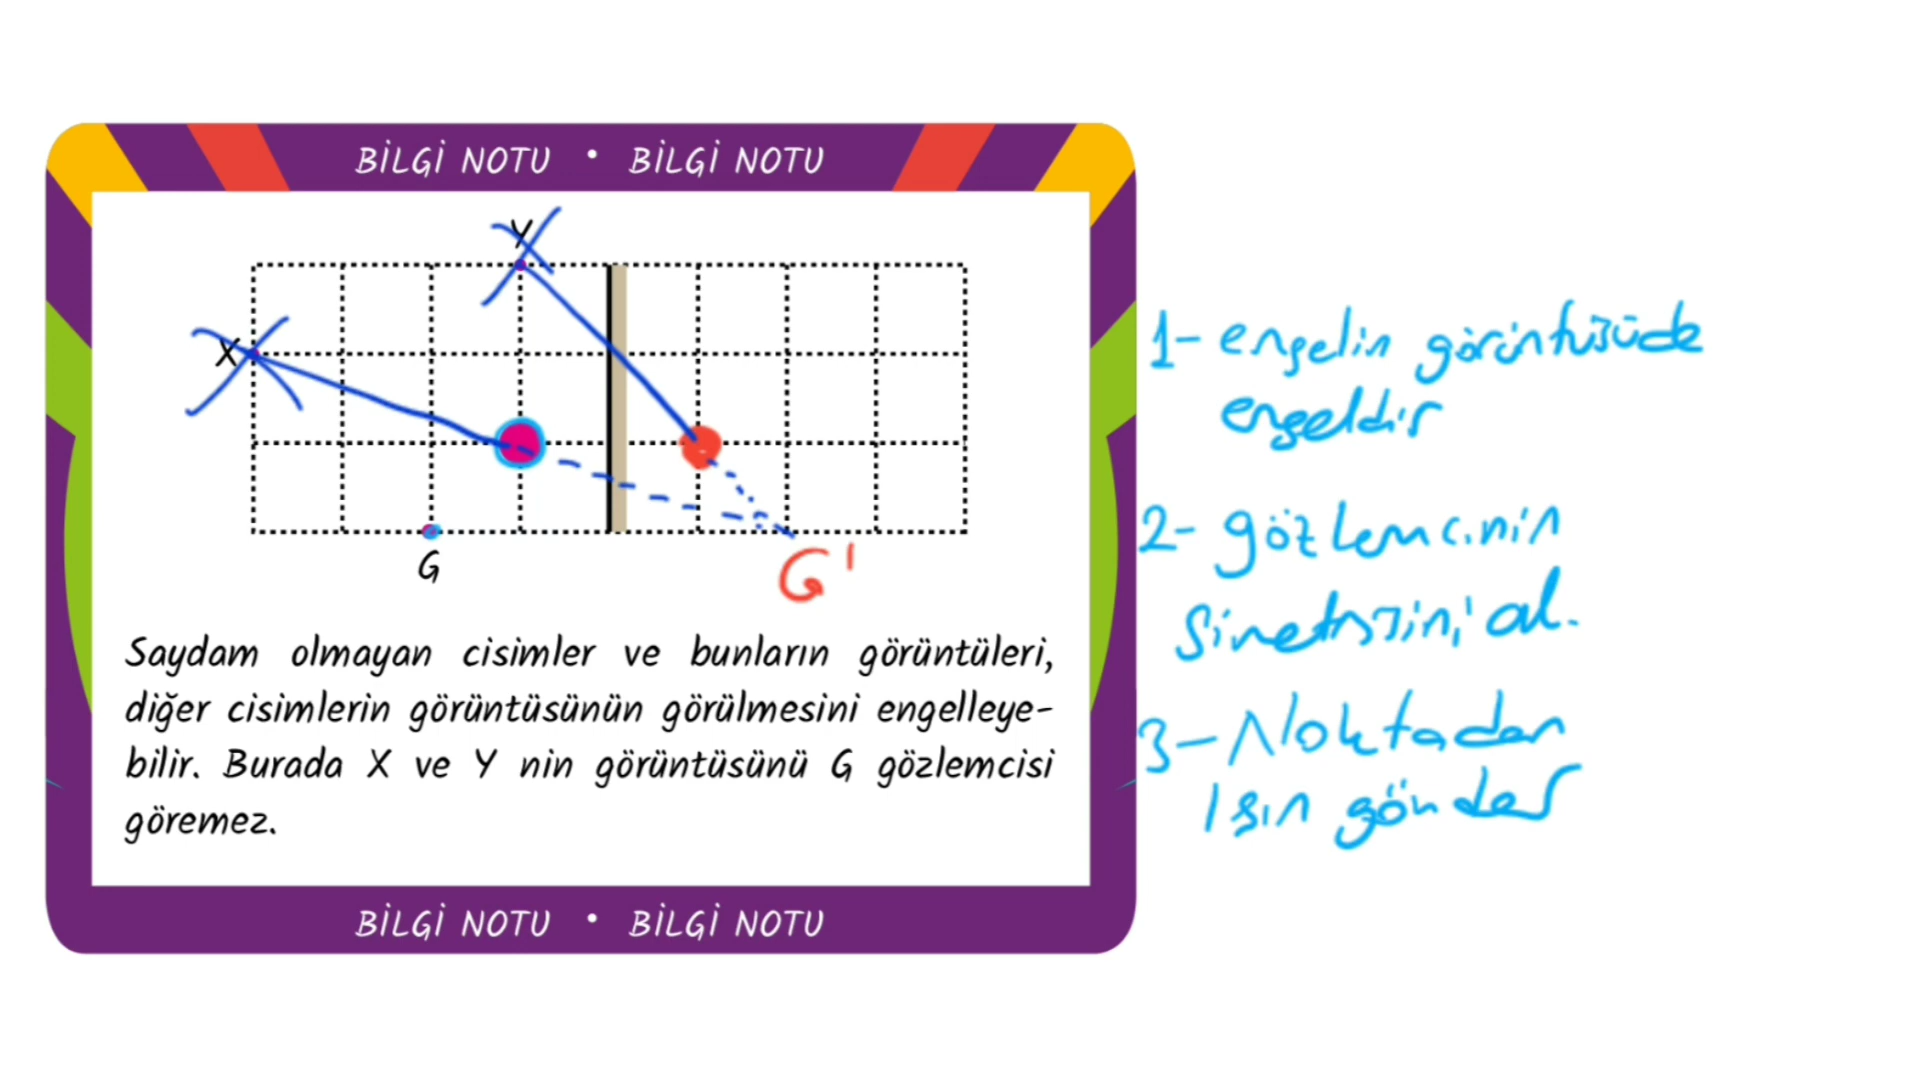 BİLGİ NOTU • BİLGİ NOTU
Y
X
G
G'
Saydam olmayan cisimler ve bunların görüntüleri,
diğer cisimlerin görüntüsünün görülmesini engelleye-
bilir. Burada X ve Y nin görüntüsünü G gözlemcisi
göremez.
BİLGİ NOTU • BİLGİ NOTU
1- engelin görüntüsüde
engeldir
2- gözlemcinin
simetrisini al.
3- Noktadan
ışın gönder